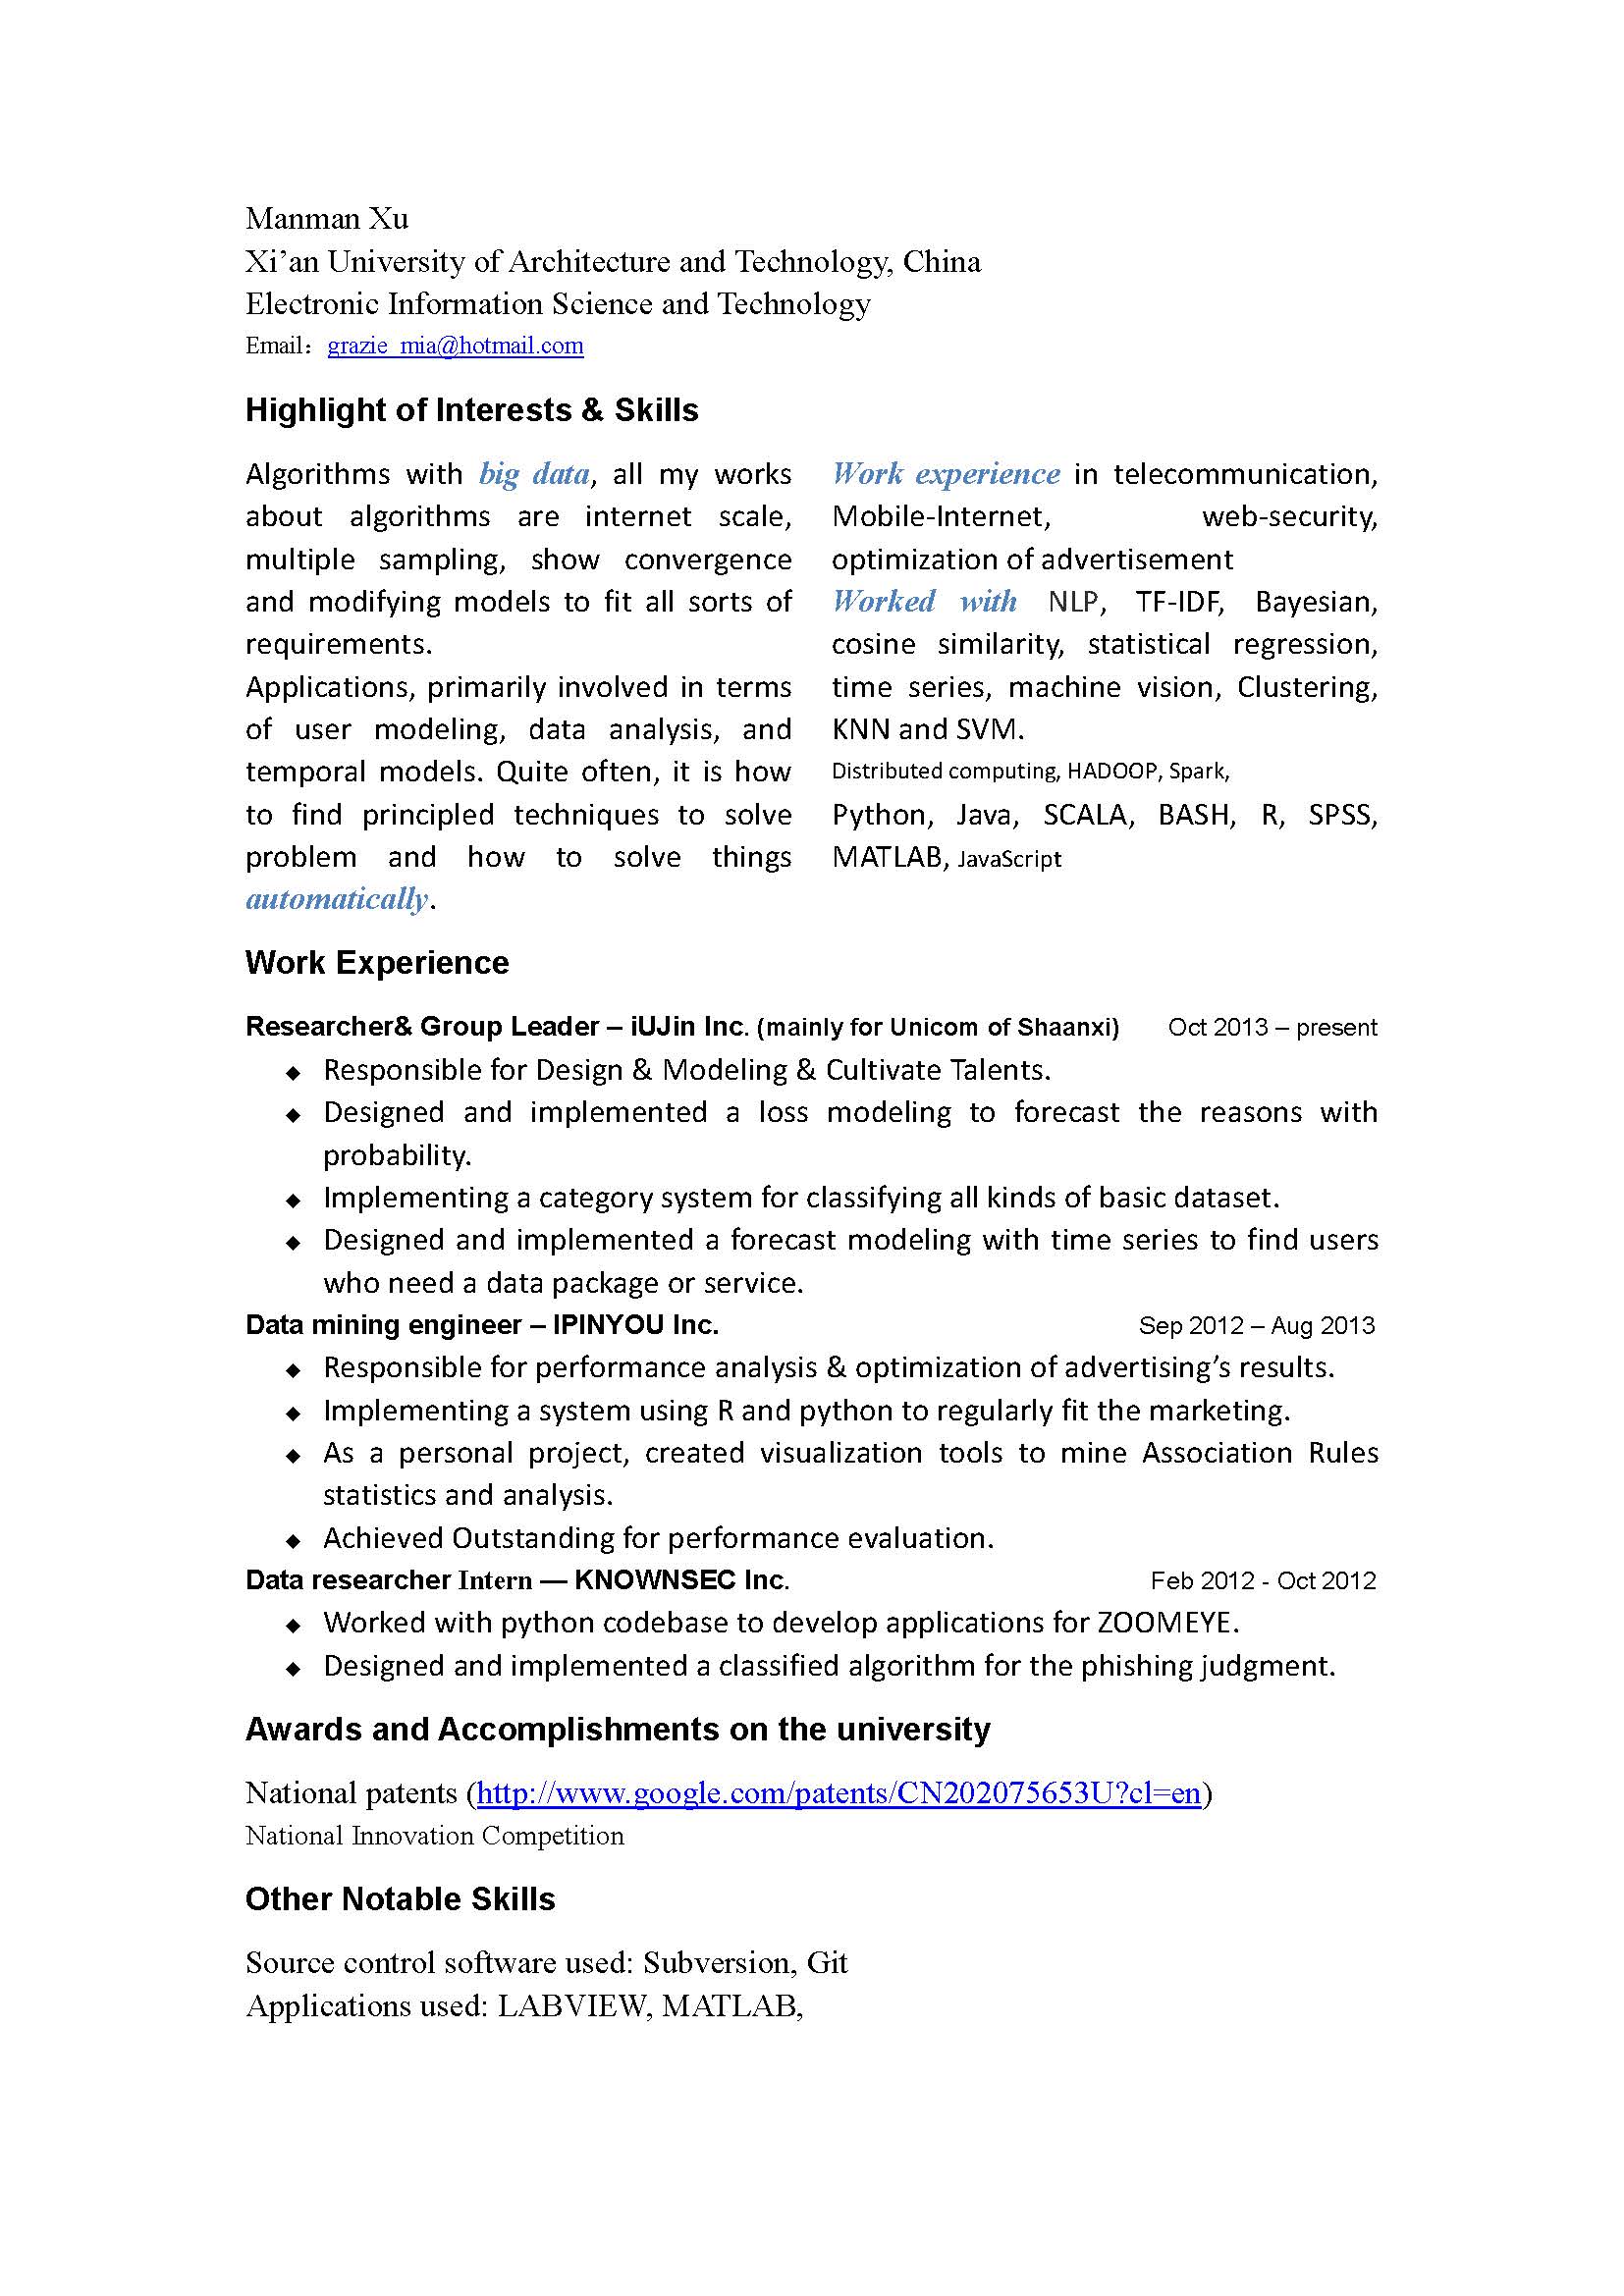 Manman Xu
Xi’an University of Architecture and Technology, China
Electronic Information Science and Technology
Email：grazie_mia@hotmail.com
Highlight of Interests & Skills
Algorithms with big data, all my works
about algorithms are internet scale,
multiple sampling, show convergence
and modifying models to fit all sorts of
requirements.
Applications, primarily involved in terms
of user modeling, data analysis, and
temporal models. Quite often, it is how
to find principled techniques to solve
problem and how to solve things
automatically.
Work experience in telecommunication,
Mobile-Internet, web-security,
optimization of advertisement
Worked with NLP, TF-IDF, Bayesian,
cosine similarity, statistical regression,
time series, machine vision, Clustering,
KNN and SVM.
Distributed computing, HADOOP, Spark,
Python, Java, SCALA, BASH, R, SPSS,
MATLAB, JavaScript
Work Experience
Researcher& Group Leader – iUJin Inc. (mainly for Unicom of Shaanxi) Oct 2013 – present
◆ Responsible for Design & Modeling & Cultivate Talents.
◆ Designed and implemented a loss modeling to forecast the reasons with
probability.
◆ Implementing a category system for classifying all kinds of basic dataset.
◆ Designed and implemented a forecast modeling with time series to find users
who need a data package or service.
Data mining engineer – IPINYOU Inc. Sep 2012 – Aug 2013
◆ Responsible for performance analysis & optimization of advertising’s results.
◆ Implementing a system using R and python to regularly fit the marketing.
◆ As a personal project, created visualization tools to mine Association Rules
statistics and analysis.
◆ Achieved Outstanding for performance evaluation.
Data researcher Intern — KNOWNSEC Inc. Feb 2012 - Oct 2012
◆ Worked with python codebase to develop applications for ZOOMEYE.
◆ Designed and implemented a classified algorithm for the phishing judgment.
Awards and Accomplishments on the university
National patents (http://www.google.com/patents/CN202075653U?cl=en)
National Innovation Competition
Other Notable Skills
Source control software used: Subversion, Git
Applications used: LABVIEW, MATLAB,